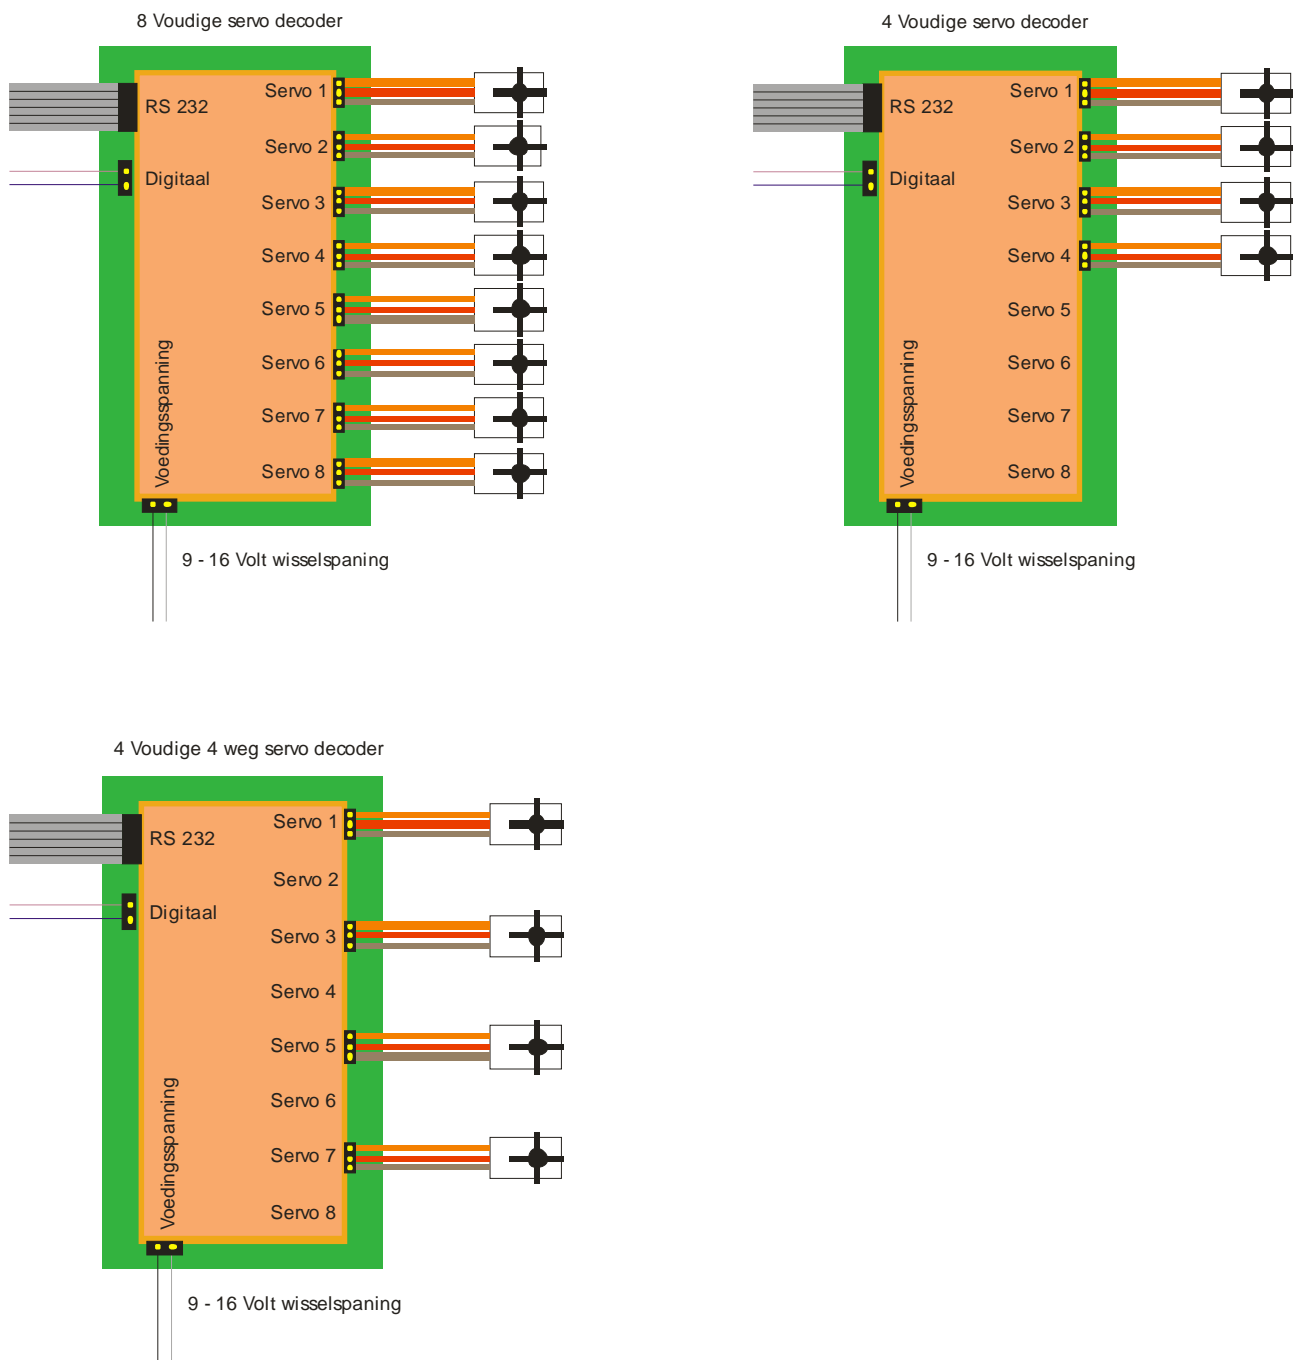 8 Voudige servo decoder
RS 232
Digitaal
Servo 1
Servo 2
Servo 3
Servo 4
Servo 5
Servo 6
Servo 7
Servo 8
Voedingsspanning
9 - 16 Volt wisselspaning
4 Voudige servo decoder
RS 232
Digitaal
Servo 1
Servo 2
Servo 3
Servo 4
Servo 5
Servo 6
Servo 7
Servo 8
Voedingsspanning
9 - 16 Volt wisselspaning
4 Voudige 4 weg servo decoder
RS 232
Digitaal
Servo 1
Servo 2
Servo 3
Servo 4
Servo 5
Servo 6
Servo 7
Servo 8
Voedingsspanning
9 - 16 Volt wisselspaning